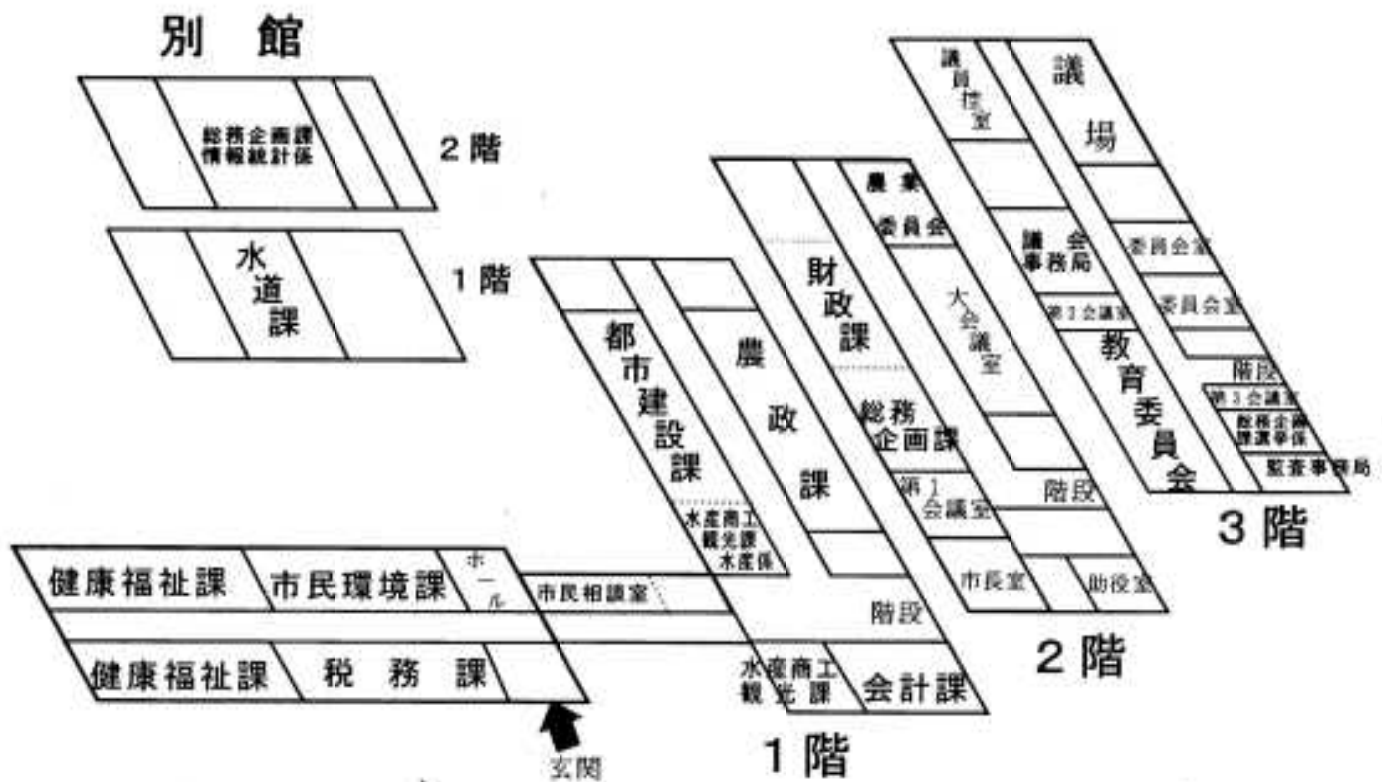 別館
総務企画課
情報統計係
2階
水道課
1階
健康福祉課
市民環境課
ホール
健康福祉課
税務課
玄関
市民相談室
都市建設課
水産商工
観光課
水産係
農政課
階段
水産商工
観光課
会計課
1階
財政課
総務
企画課
第1
会議室
市長室
農業
委員会
大会議室
階段
助役室
2階
議員控室
議会
事務局
第2会議室
教育委員会
議場
委員会室
委員会室
階段
第3会議室
総務企画
課選挙係
監査事務局
3階